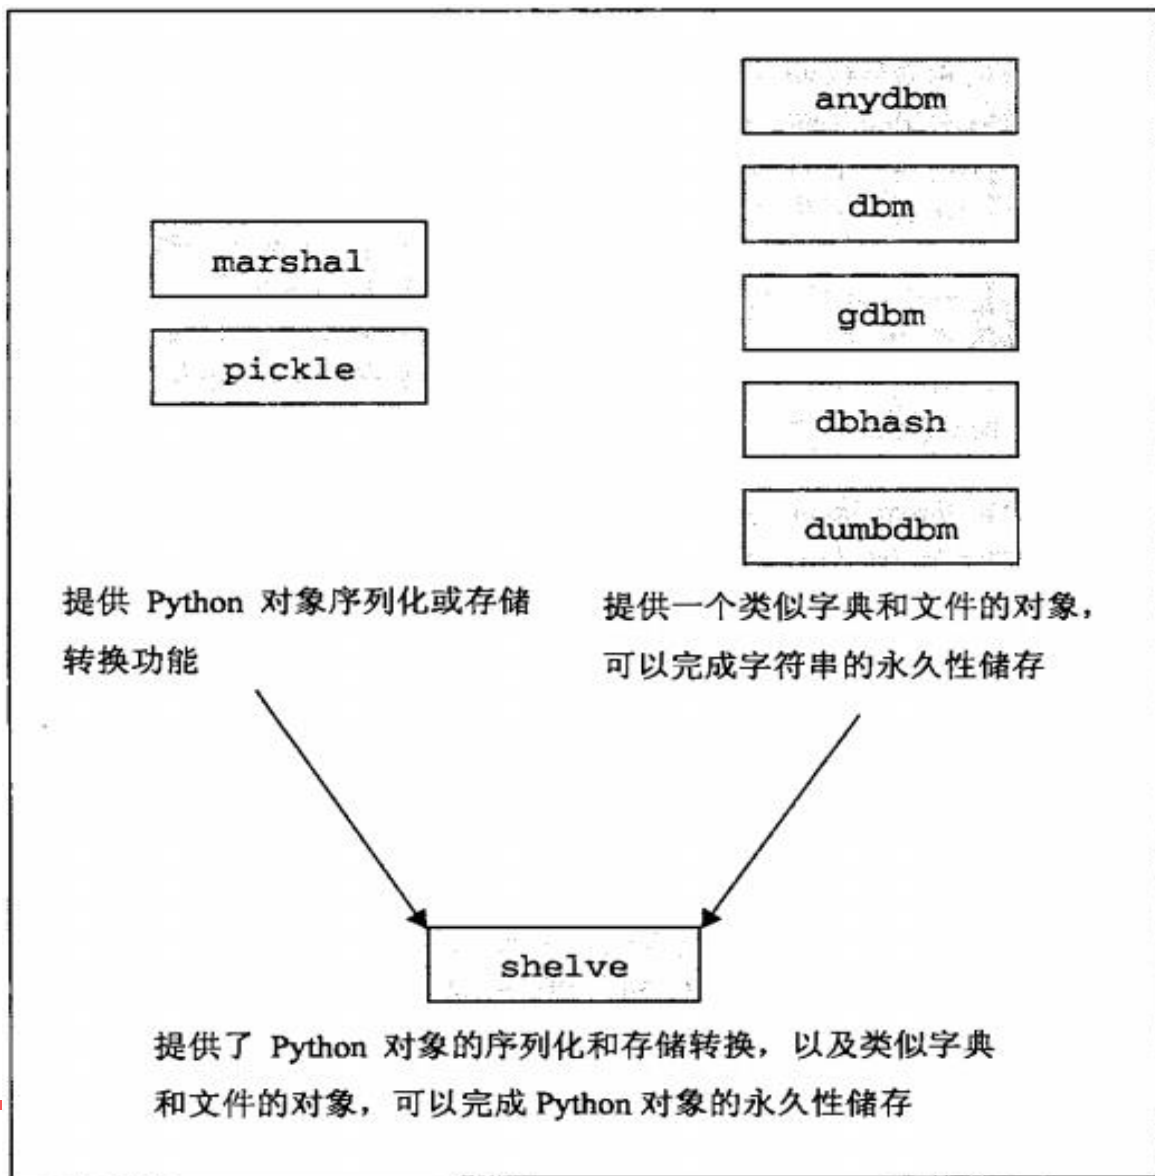 anydbm
dbm
marshal
gdbm
pickle
dbhash
dumbdbm
提供 Python 对象序列化或存储
转换功能
提供一个类似字典和文件的对象，
可以完成字符串的永久性储存
shelve
提供了 Python 对象的序列化和存储转换，以及类似字典
和文件的对象，可以完成 Python 对象的永久性储存